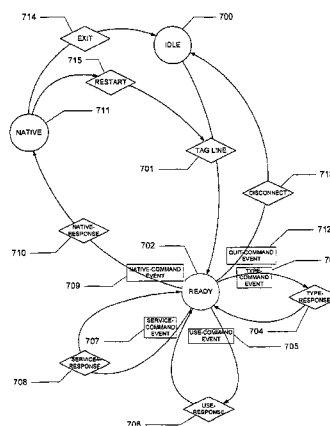 714
EXIT
IDLE
700
715
RESTART
NATIVE
711
701
TAG LINE
DISCONNECT
NATIVE-
RESPONSE
710
702
712
QUIT-COMMAND
EVENT
TYPE-
COMMAND
EVENT
709
NATIVE-COMMAND
EVENT
READY
TYPE-
RESPONSE
707
SERVICE-
COMMAND
EVENT
USE-COMMAND
EVENT
704
705
SERVICE-
RESPONSE
708
USE-
RESPONSE
706